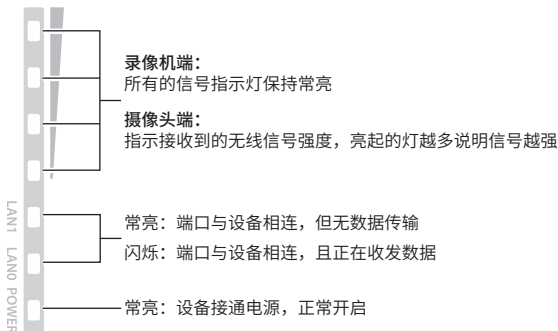 录像机端：
所有的信号指示灯保持常亮
摄像头端：
指示接收到的无线信号强度，亮起的灯越多说明信号越强
LAN1
常亮：端口与设备相连，但无数据传输
LAN0
闪烁：端口与设备相连，且正在收发数据
POWER
常亮：设备接通电源，正常开启